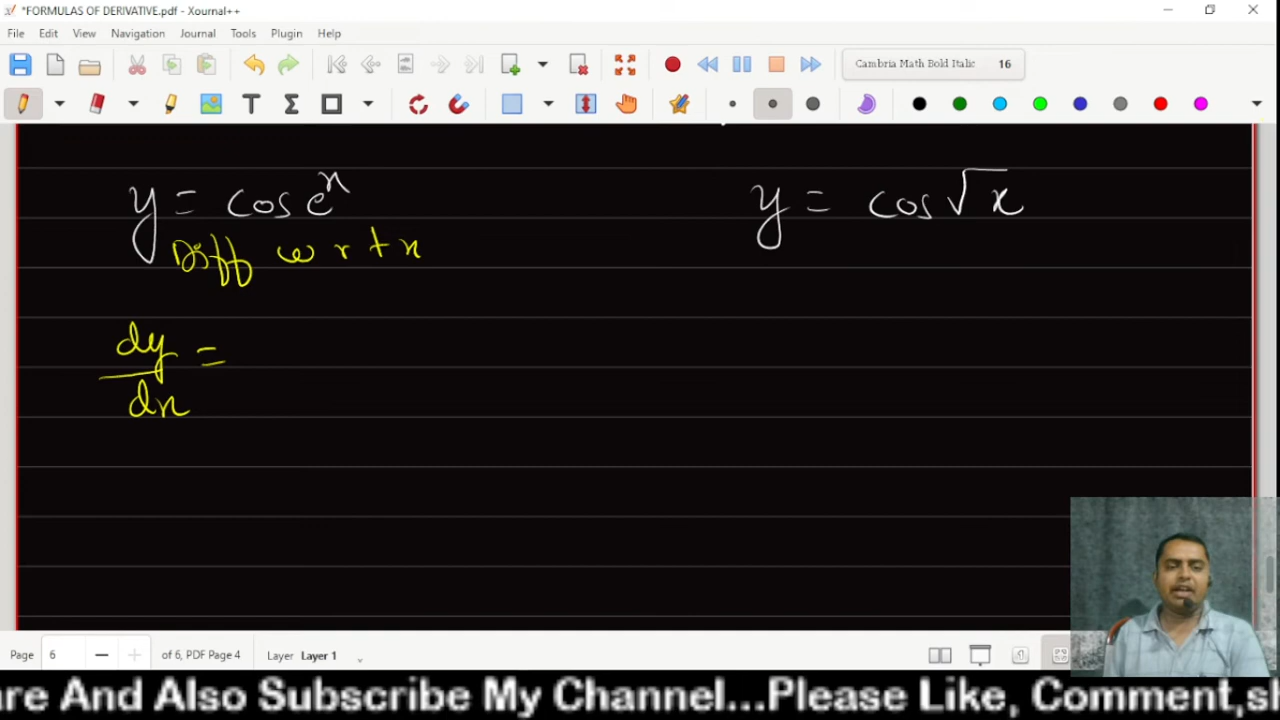 *FORMULAS OF DERIVATIVE.pdf - Xournal++
File Edit View Navigation Journal Tools Plugin Help
Cambria Math Bold Italic 16
y = cos e^x
y = cos √x
Diff w r t x
dy/dx =
Page 6 of 6, PDF Page 4 Layer Layer 1
are And Also Subscribe My Channel...Please Like, Comment,sh